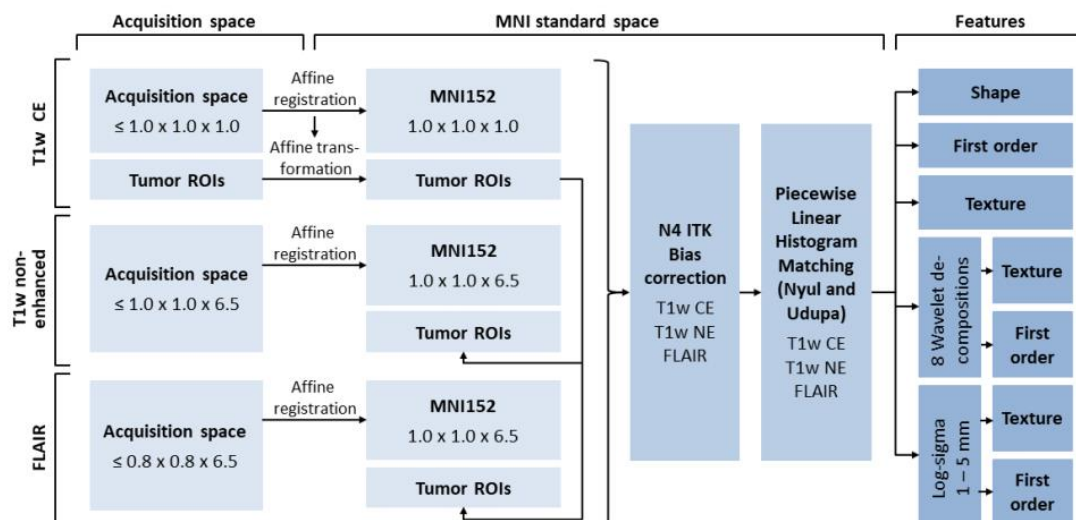 Acquisition space
MNI standard space
Features
T1w CE
Acquisition space
≤ 1.0 x 1.0 x 1.0
Affine
registration
MNI152
1.0 x 1.0 x 1.0
Affine trans-
formation
Tumor ROIs
Tumor ROIs
T1w non-
enhanced
Acquisition space
≤ 1.0 x 1.0 x 6.5
Affine
registration
MNI152
1.0 x 1.0 x 6.5
Tumor ROIs
FLAIR
Acquisition space
≤ 0.8 x 0.8 x 6.5
Affine
registration
MNI152
1.0 x 1.0 x 6.5
Tumor ROIs
N4 ITK
Bias
correction
T1w CE
T1w NE
FLAIR
Piecewise
Linear
Histogram
Matching
(Nyul and
Udupa)
T1w CE
T1w NE
FLAIR
Shape
First order
Texture
8 Wavelet de-
compositions
Texture
First
order
Log-sigma
1 – 5 mm
Texture
First
order